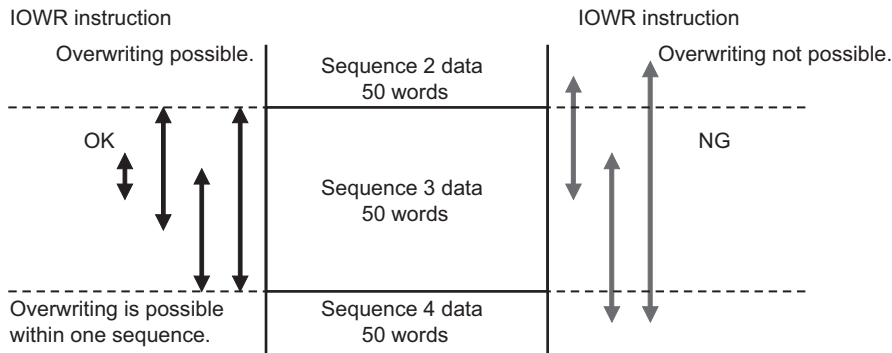 IOWR instruction
Overwriting possible.
OK
Overwriting is possible
within one sequence.
Sequence 2 data
50 words
Sequence 3 data
50 words
Sequence 4 data
50 words
IOWR instruction
Overwriting not possible.
NG